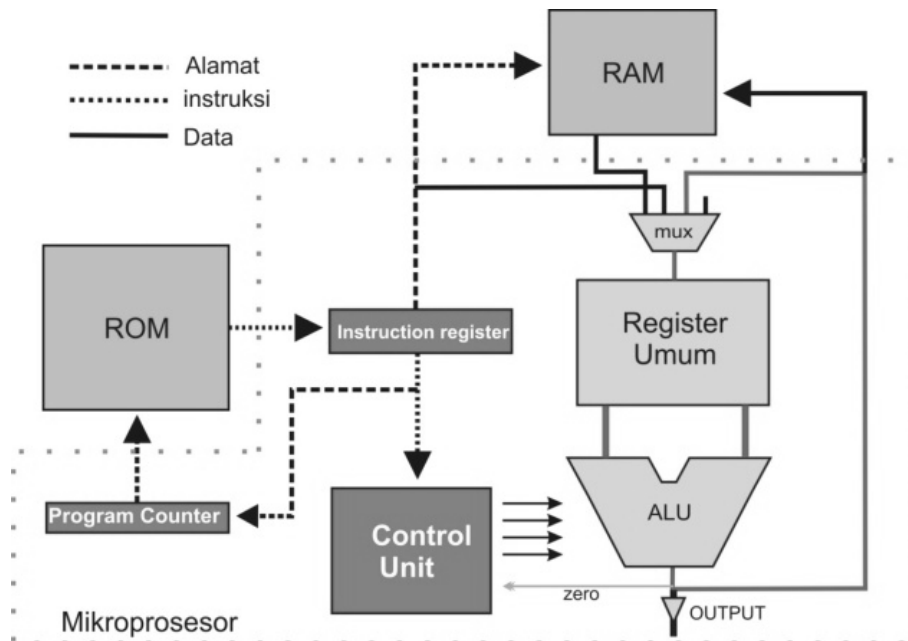 Alamat
instruksi
Data
RAM
mux
ROM
Instruction register
Register
Umum
Program Counter
Control
Unit
ALU
zero
OUTPUT
Mikroprosesor